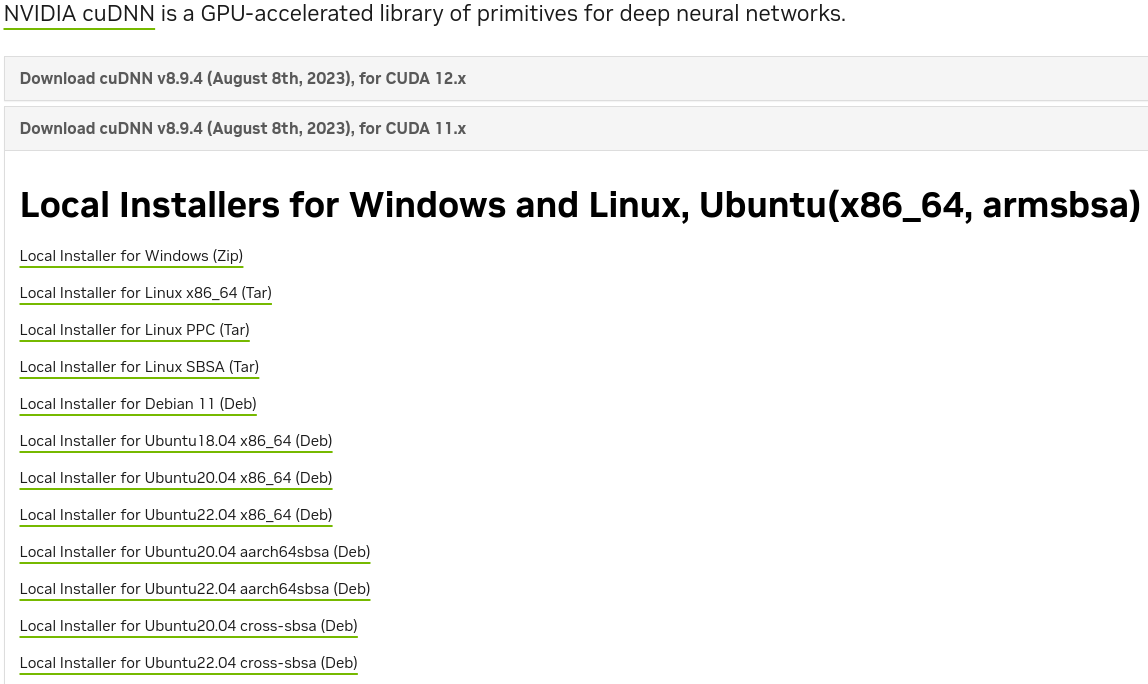 NVIDIA cuDNN is a GPU-accelerated library of primitives for deep neural networks.
Download cuDNN v8.9.4 (August 8th, 2023), for CUDA 12.x
Download cuDNN v8.9.4 (August 8th, 2023), for CUDA 11.x
Local Installers for Windows and Linux, Ubuntu(x86_64, armsbsa)
Local Installer for Windows (Zip)
Local Installer for Linux x86_64 (Tar)
Local Installer for Linux PPC (Tar)
Local Installer for Linux SBSA (Tar)
Local Installer for Debian 11 (Deb)
Local Installer for Ubuntu18.04 x86_64 (Deb)
Local Installer for Ubuntu20.04 x86_64 (Deb)
Local Installer for Ubuntu22.04 x86_64 (Deb)
Local Installer for Ubuntu20.04 aarch64sbsa (Deb)
Local Installer for Ubuntu22.04 aarch64sbsa (Deb)
Local Installer for Ubuntu20.04 cross-sbsa (Deb)
Local Installer for Ubuntu22.04 cross-sbsa (Deb)